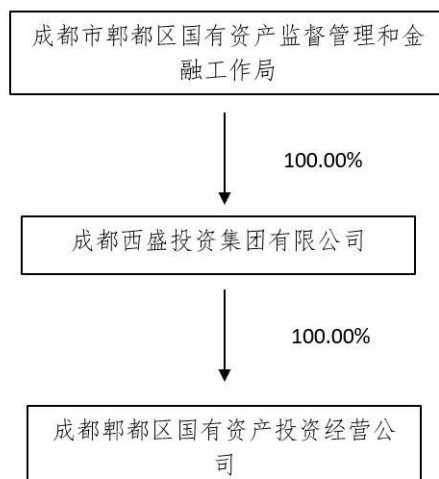 成都市郫都区国有资产监督管理和金
融工作局
100.00%
成都西盛投资集团有限公司
100.00%
成都郫都区国有资产投资经营公
司